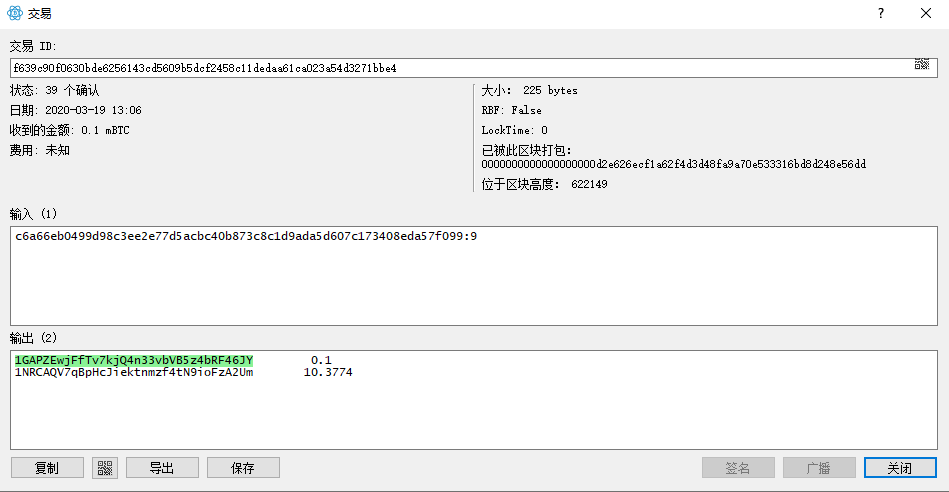 交易
交易 ID:
f639c90f0630bde6256143cd5609b5dcf2458c11dedaa61ca023a54d3271bbe4
状态: 39 个确认
日期: 2020-03-19 13:06
收到的金额: 0.1 mBTC
费用: 未知
大小: 225 bytes
RBF: False
LockTime: 0
已被此区块打包:
0000000000000000000d2e626ecf1a62f4d3d48fa9a70e533316bd8d248e56dd
位于区块高度: 622149
输入 (1)
c6a66eb0499d98c3ee2e77d5acbc40b873c8c1d9ada5d607c173408eda57f099:9
输出 (2)
1GAPZEwjFfTv7kjQ4n33vbVB5z4bRF46JY 0.1
1NRCAQV7qBpHcJiektnmzf4tN9ioFzA2Um 10.3774
复制 导出 保存 签名 广播 关闭